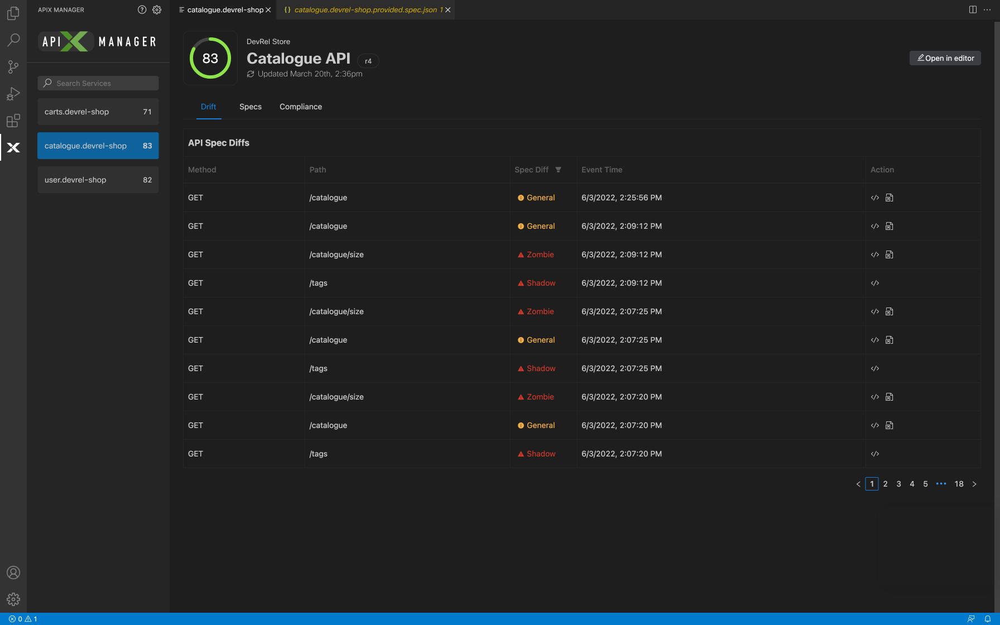 APIX MANAGER
API X MANAGER
Search Services
carts.devrel-shop 71
catalogue.devrel-shop 83
user.devrel-shop 82
catalogue.devrel-shop
{} catalogue.devrel-shop.provided.spec.json 1
83
DevRel Store
Catalogue API r4
Updated March 20th, 2:36pm
Open in editor
Drift Specs Compliance
API Spec Diffs
Method Path Spec Diff Event Time Action
GET /catalogue General 6/3/2022, 2:25:56 PM </>
GET /catalogue General 6/3/2022, 2:09:12 PM </>
GET /catalogue/size Zombie 6/3/2022, 2:09:12 PM </>
GET /tags Shadow 6/3/2022, 2:09:12 PM </>
GET /catalogue/size Zombie 6/3/2022, 2:07:25 PM </>
GET /catalogue General 6/3/2022, 2:07:25 PM </>
GET /tags Shadow 6/3/2022, 2:07:25 PM </>
GET /catalogue/size Zombie 6/3/2022, 2:07:20 PM </>
GET /catalogue General 6/3/2022, 2:07:20 PM </>
GET /tags Shadow 6/3/2022, 2:07:20 PM </>
< 1 2 3 4 5 ••• 18 >
0 1